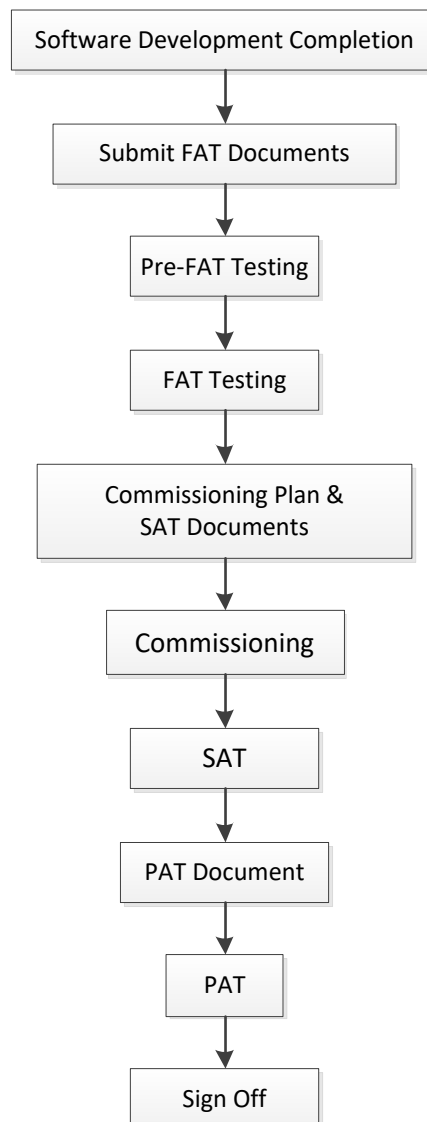 Software Development Completion
Submit FAT Documents
Pre-FAT Testing
FAT Testing
Commissioning Plan &
SAT Documents
Commissioning
SAT
PAT Document
PAT
Sign Off